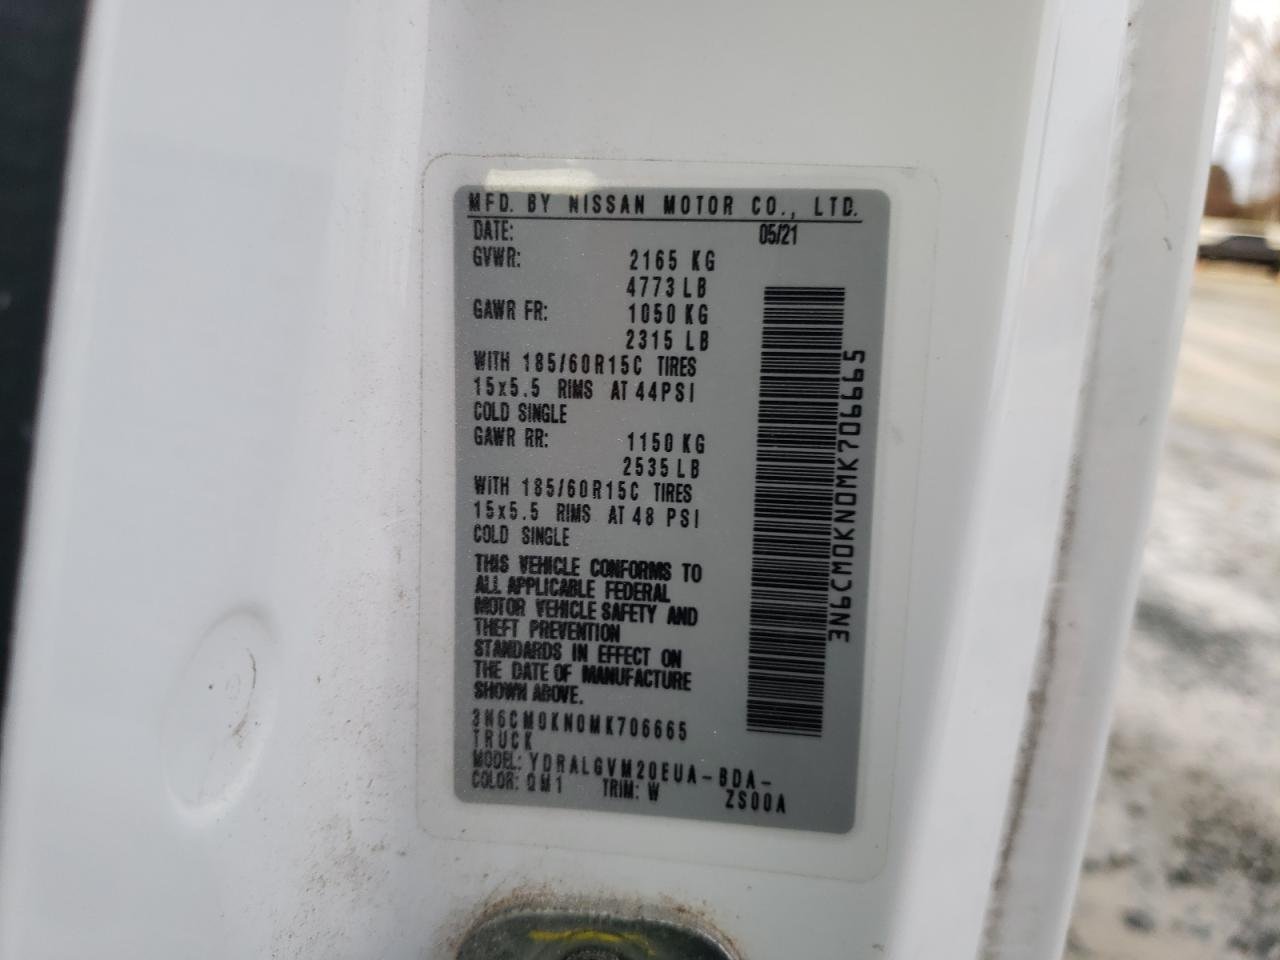 MFD. BY NISSAN MOTOR CO., LTD.
DATE: 05/21
GVWR: 2165 KG
4773 LB
GAWR FR: 1050 KG
2315 LB
WITH 185/60R15C TIRES
15x5.5 RIMS AT 44PSI
COLD SINGLE
GAWR RR: 1150 KG
2535 LB
WiTH 185/60R15C TIRES
15x5.5 RIMS AT 48 PSI
COLD SINGLE
THIS VEHICLE CONFORMS TO
ALL APPLICABLE FEDERAL
MOTOR VEHICLE SAFETY AND
THEFT PREVENTION
STANDARDS IN EFFECT ON
THE DATE OF MANUFACTURE
SHOWN ABOVE.
3N6CM0KN0MK706665
TRUCK
MODEL: YDRALGVM20EUA-BDA-
COLOR: QM1 TRIM: W ZS00A
3N6CM0KN0MK706665